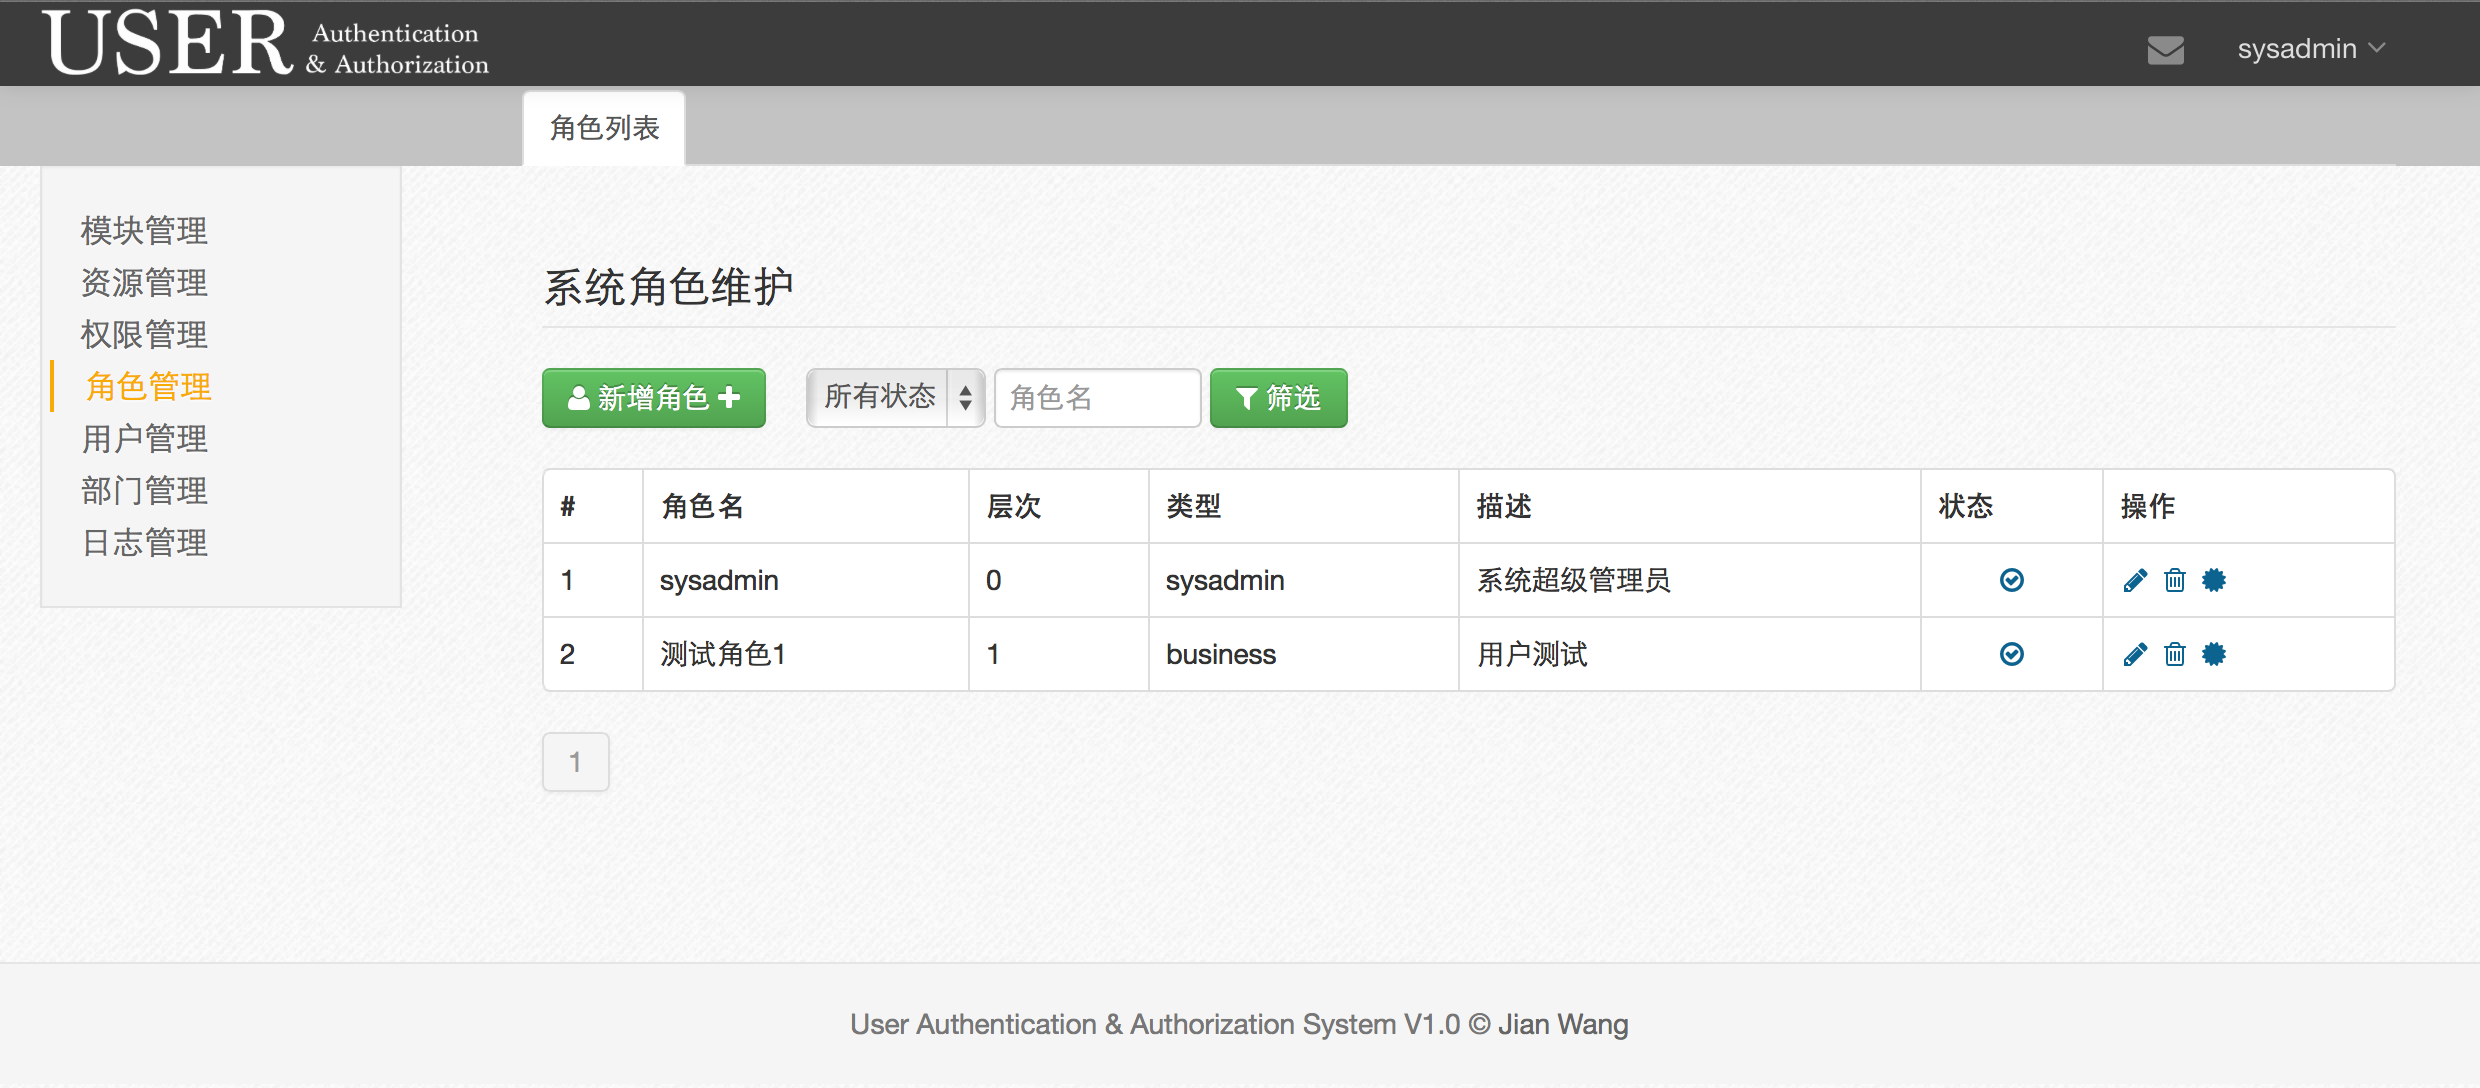 USER Authentication
& Authorization
sysadmin
角色列表
模块管理
资源管理
权限管理
角色管理
用户管理
部门管理
日志管理
系统角色维护
新增角色 所有状态 角色名 筛选
# 角色名 层次 类型 描述 状态 操作
1 sysadmin 0 sysadmin 系统超级管理员
2 测试角色1 1 business 用户测试
1
User Authentication & Authorization System V1.0 © Jian Wang